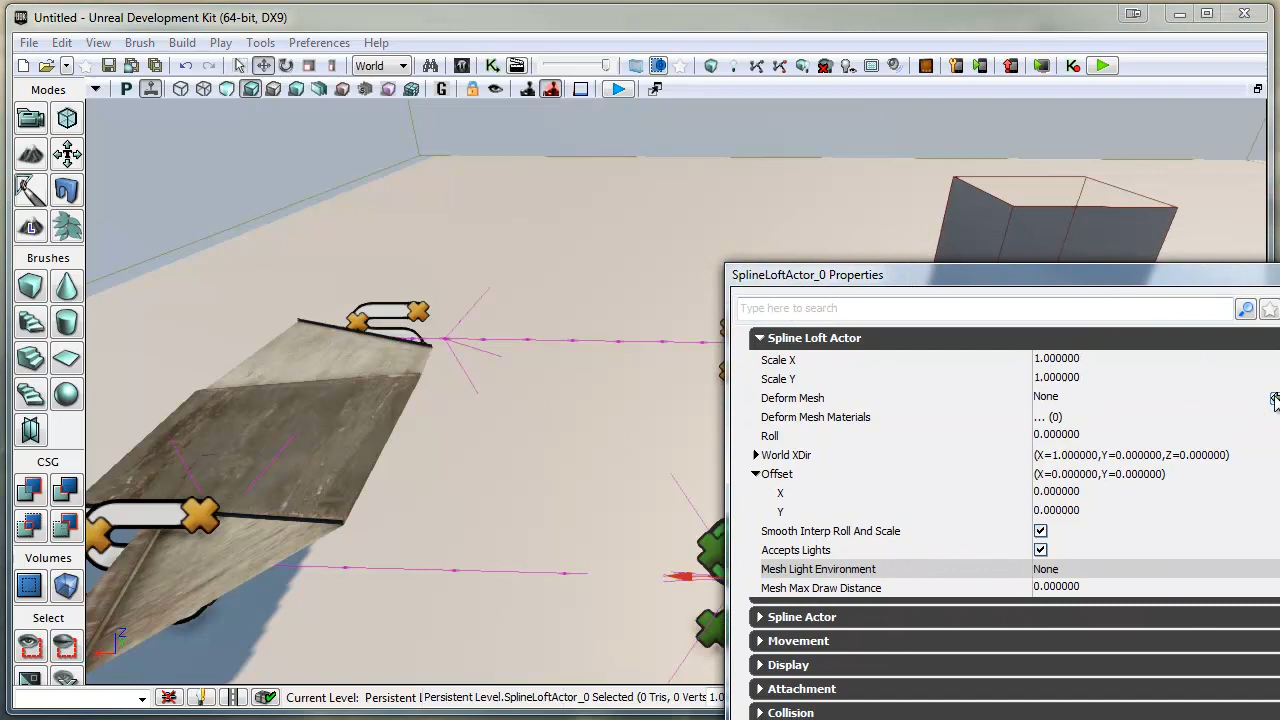 Untitled - Unreal Development Kit (64-bit, DX9)
File Edit View Brush Build Play Tools Preferences Help
World
Modes
P
G
L
Brushes
CSG
Volumes
Select
Z
SplineLoftActor_0 Properties
Type here to search
Spline Loft Actor
Scale X 1.000000
Scale Y 1.000000
Deform Mesh None
Deform Mesh Materials ... (0)
Roll 0.000000
World XDir (X=1.000000,Y=0.000000,Z=0.000000)
Offset (X=0.000000,Y=0.000000)
X 0.000000
Y 0.000000
Smooth Interp Roll And Scale
Accepts Lights
Mesh Light Environment None
Mesh Max Draw Distance 0.000000
Spline Actor
Movement
Display
Attachment
Collision
Current Level: Persistent Persistent Level.SplineLoftActor_0 Selected (0 Tris, 0 Verts 1.0